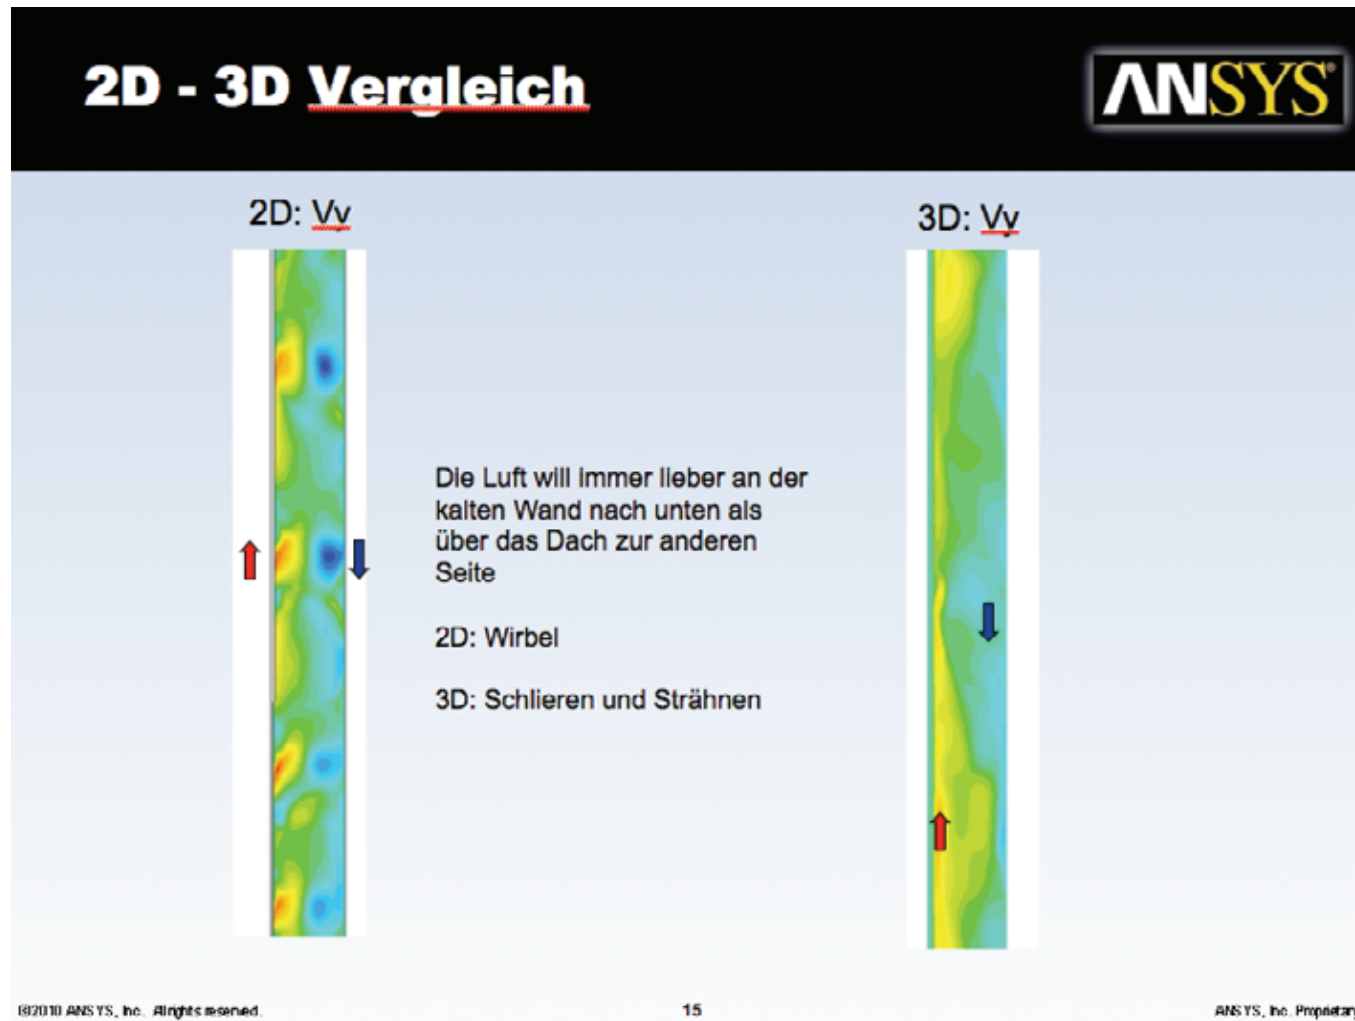 2D - 3D Vergleich
ANSYS®
2D: Vy
3D: Vy
Die Luft will immer lieber an der
kalten Wand nach unten als
über das Dach zur anderen
Seite
2D: Wirbel
3D: Schlieren und Strähnen
©2010 ANSYS, Inc. All rights reserved.
15
ANSYS, Inc. Proprietary